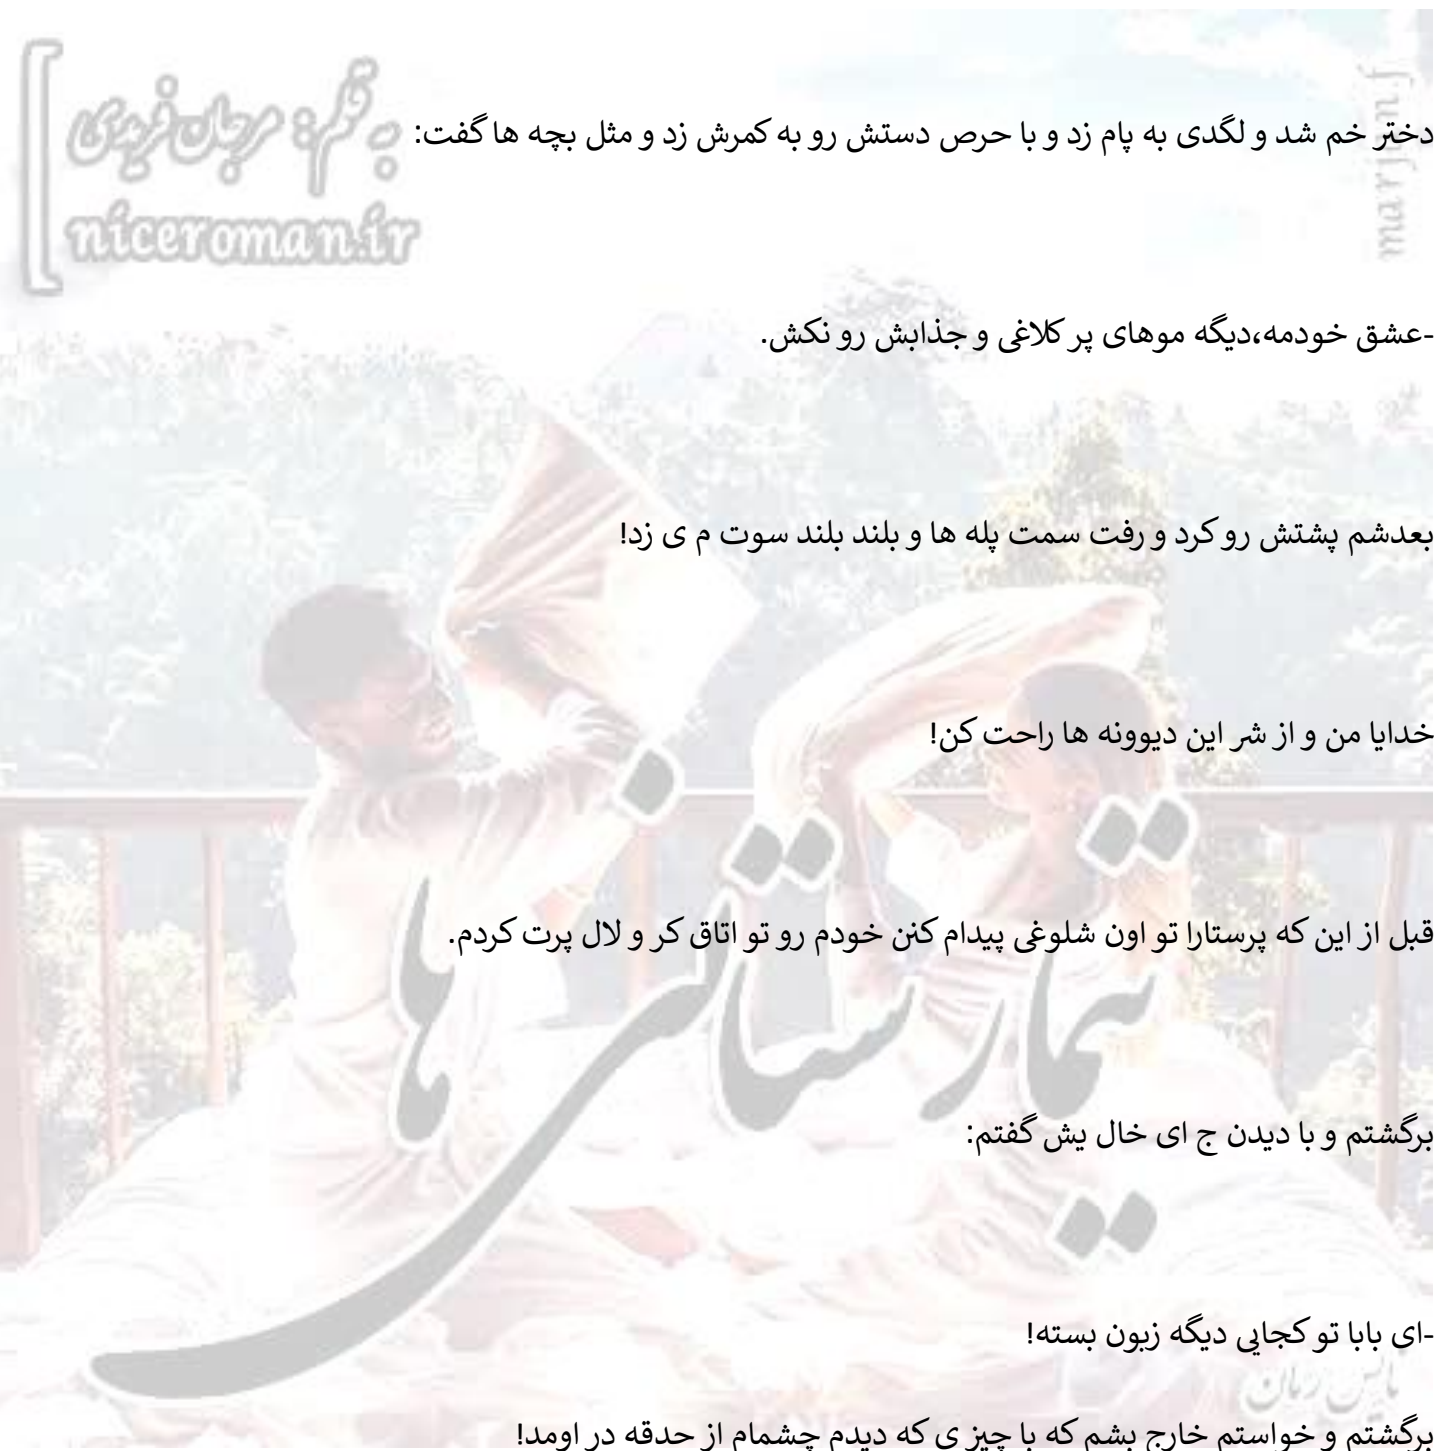 به قلم: مرجان فریدی
niceroman.ir
marjan f
دختر خم شد و لگدی به پام زد و با حرص دستش رو به کمرش زد و مثل بچه ها گفت:
-عشق خودمه،دیگه موهای پر کلاغی و جذابش رو نکش.
بعدشم پشتش رو کرد و رفت سمت پله ها و بلند بلند سوت م ی زد!
خدایا من و از شر این دیوونه ها راحت کن!
قبل از این که پرستارا تو اون شلوغی پیدام کنن خودم رو تو اتاق کر و لال پرت کردم.
تیمارستانی ها
برگشتم و با دیدن ج ای خال یش گفتم:
-ای بابا تو کجایی دیگه زبون بسته!
نایس رمان
برگشتم و خواستم خارج بشم که با چیز ی که دیدم چشمام از حدقه در اومد!